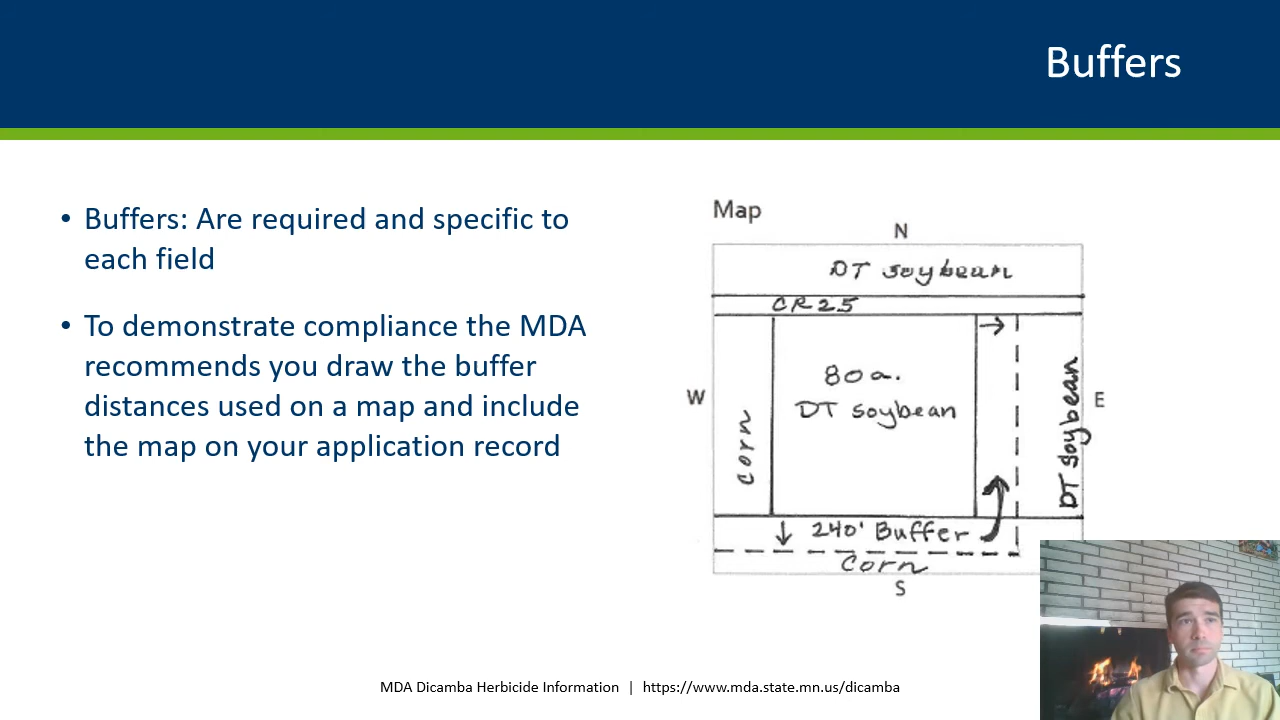 Buffers
• Buffers: Are required and specific to
each field
• To demonstrate compliance the MDA
recommends you draw the buffer
distances used on a map and include
the map on your application record
Map
N
DT soybean
CR 25
W
corn
80 a.
DT soybean
DT soybean
E
240' Buffer
corn
S
MDA Dicamba Herbicide Information | https://www.mda.state.mn.us/dicamba